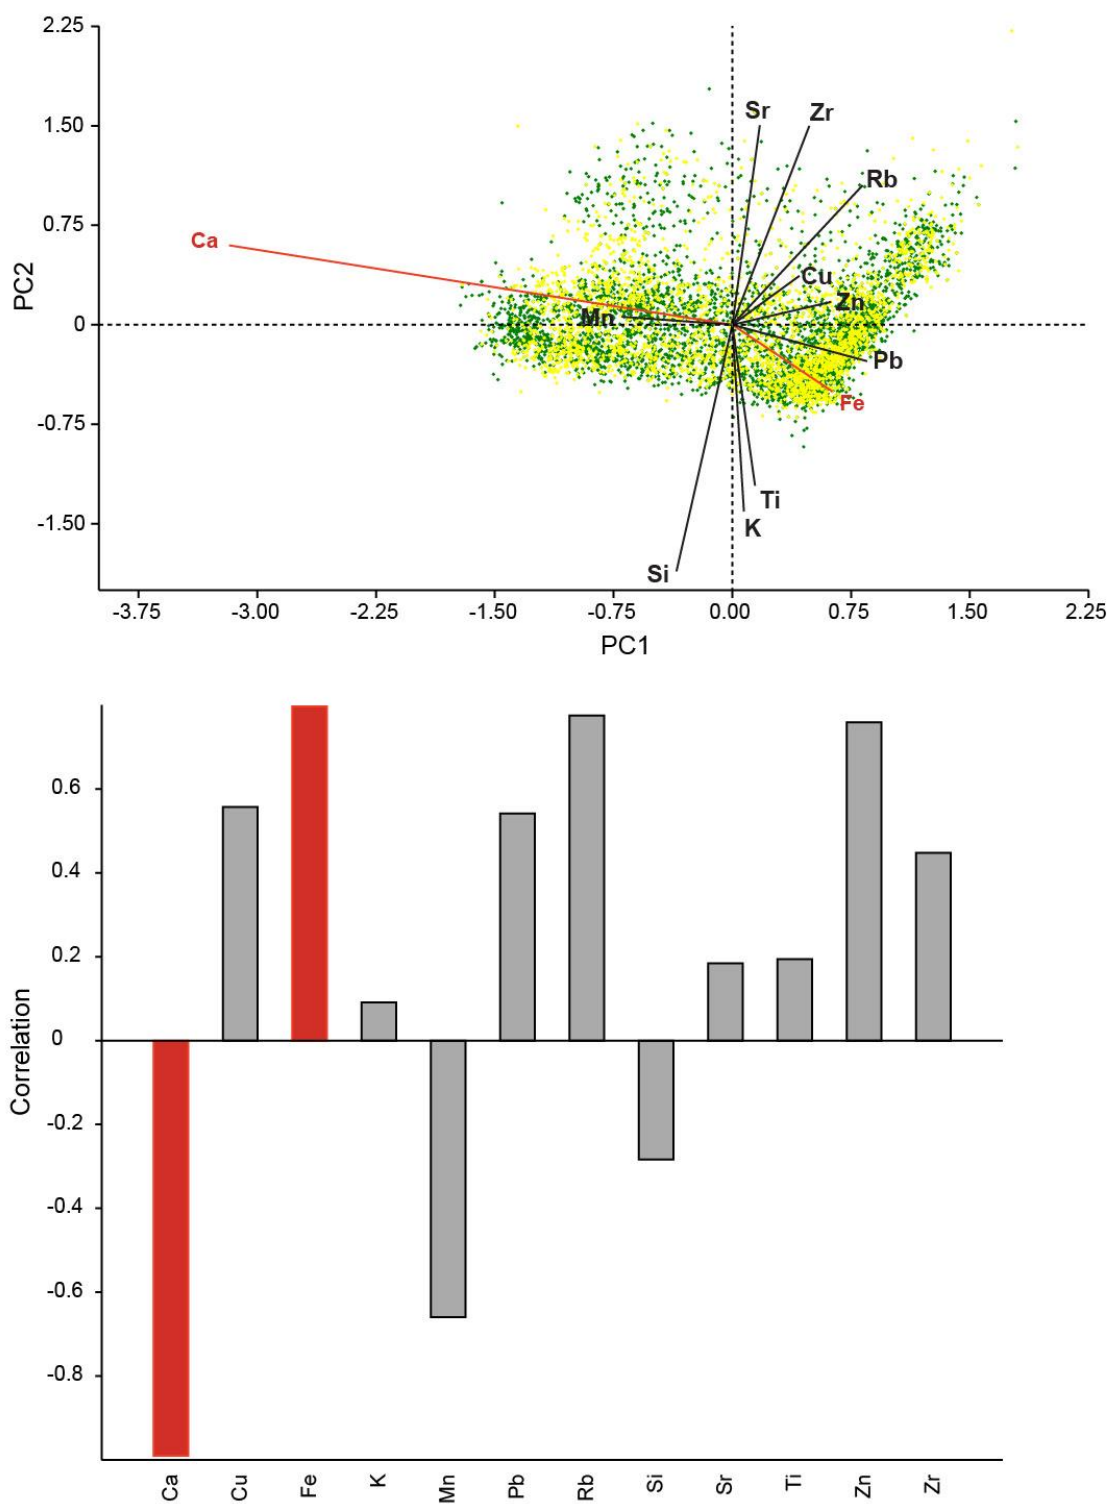 2.25
1.50
0.75
0
-0.75
-1.50
PC2
Sr
Zr
Rb
Ca
Cu
Zn
Mn
Pb
Fe
Ti
K
Si
-3.75 -3.00 -2.25 -1.50 -0.75 0.00 0.75 1.50 2.25
PC1
0.6
0.4
0.2
0
-0.2
-0.4
-0.6
-0.8
Correlation
Ca Cu Fe K Mn Pb Rb Si Sr Ti Zn Zr